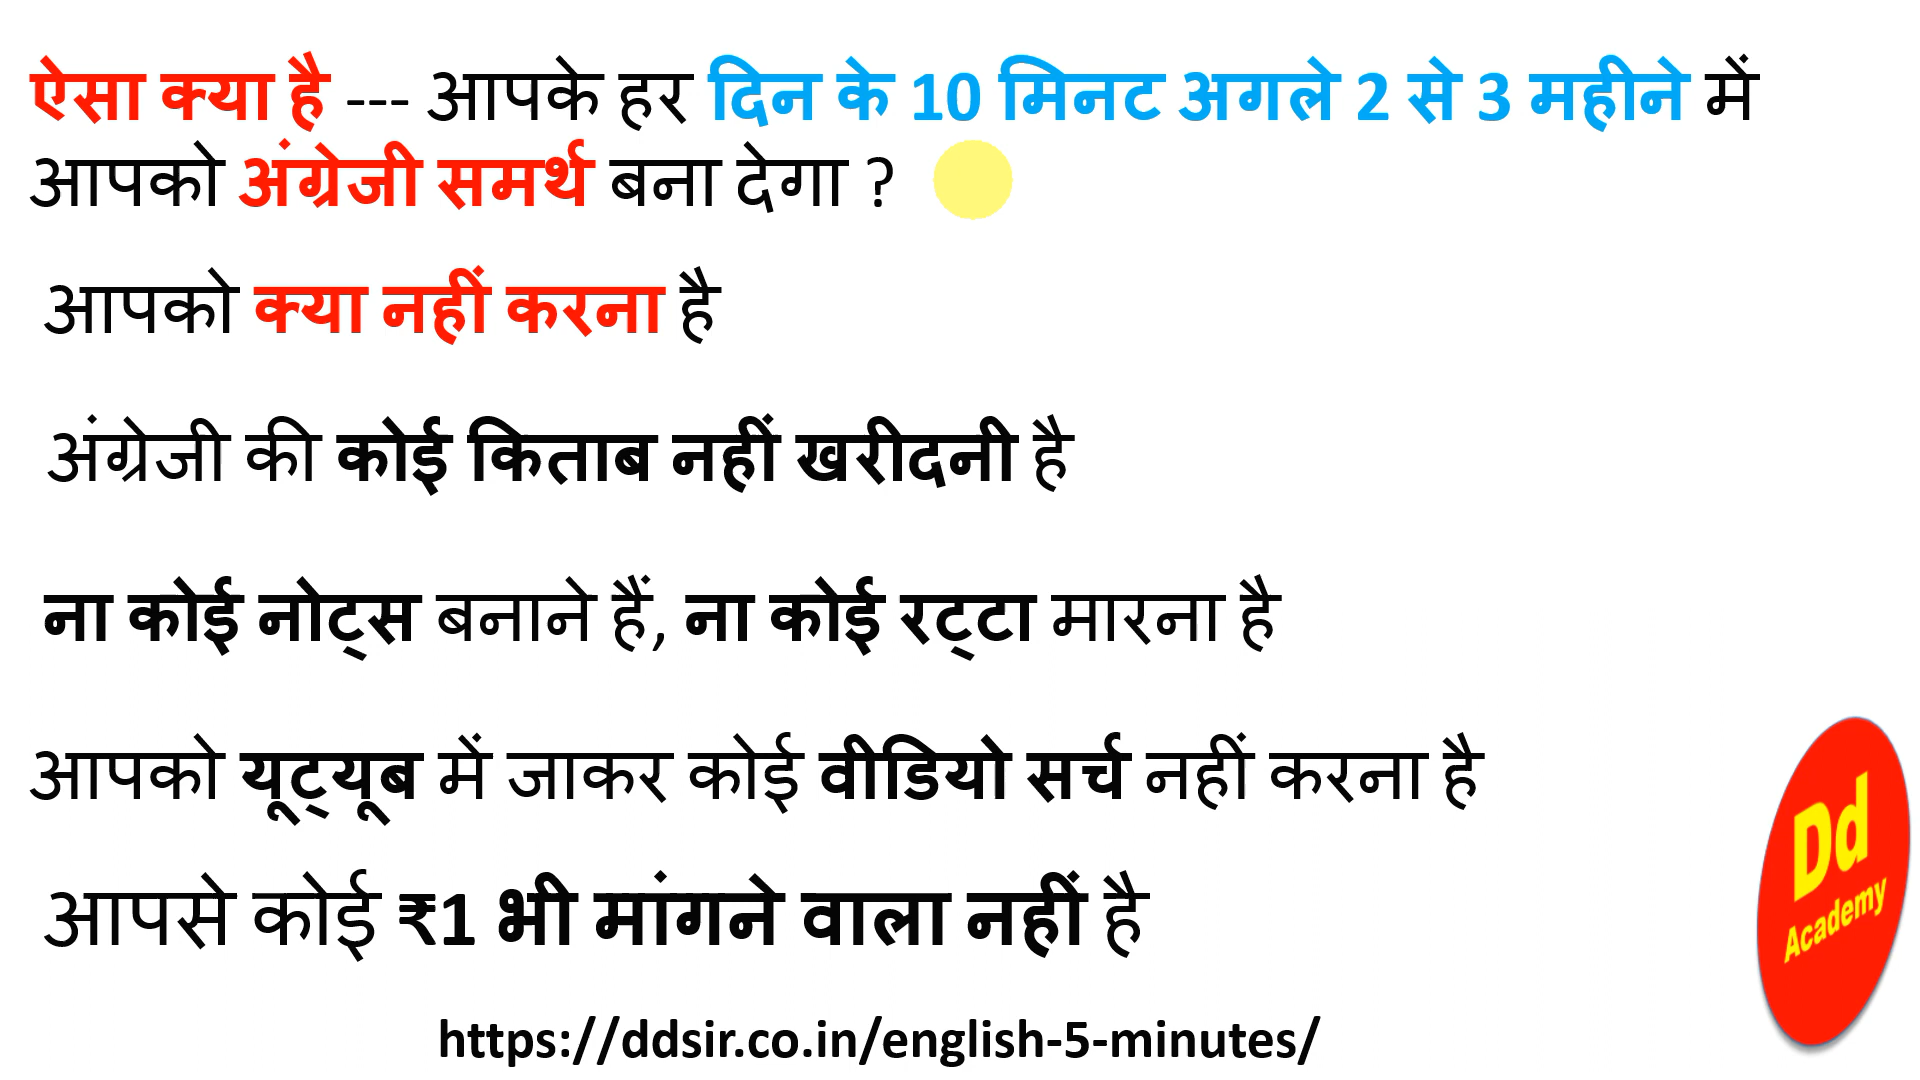 ऐसा क्या है --- आपके हर दिन के 10 मिनट अगले 2 से 3 महीने में
आपको अंग्रेजी समर्थ बना देगा ?
आपको क्या नहीं करना है
अंग्रेजी की कोई किताब नहीं खरीदनी है
ना कोई नोट्स बनाने हैं, ना कोई रट्टा मारना है
आपको यूट्यूब में जाकर कोई वीडियो सर्च नहीं करना है
आपसे कोई ₹1 भी मांगने वाला नहीं है
Dd
Academy
https://ddsir.co.in/english-5-minutes/